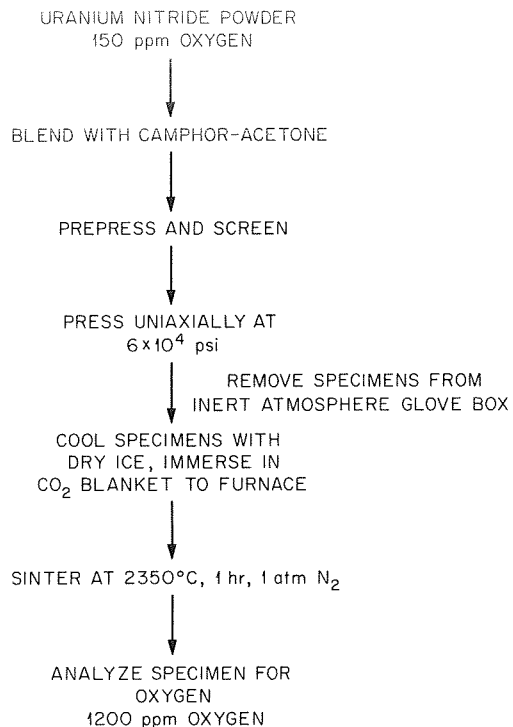 URANIUM NITRIDE POWDER
150 ppm OXYGEN
BLEND WITH CAMPHOR-ACETONE
PREPRESS AND SCREEN
PRESS UNIAXIALLY AT
6×10⁴ psi
REMOVE SPECIMENS FROM
INERT ATMOSPHERE GLOVE BOX
COOL SPECIMENS WITH
DRY ICE, IMMERSE IN
CO₂ BLANKET TO FURNACE
SINTER AT 2350°C, 1 hr, 1 atm N₂
ANALYZE SPECIMEN FOR
OXYGEN
1200 ppm OXYGEN